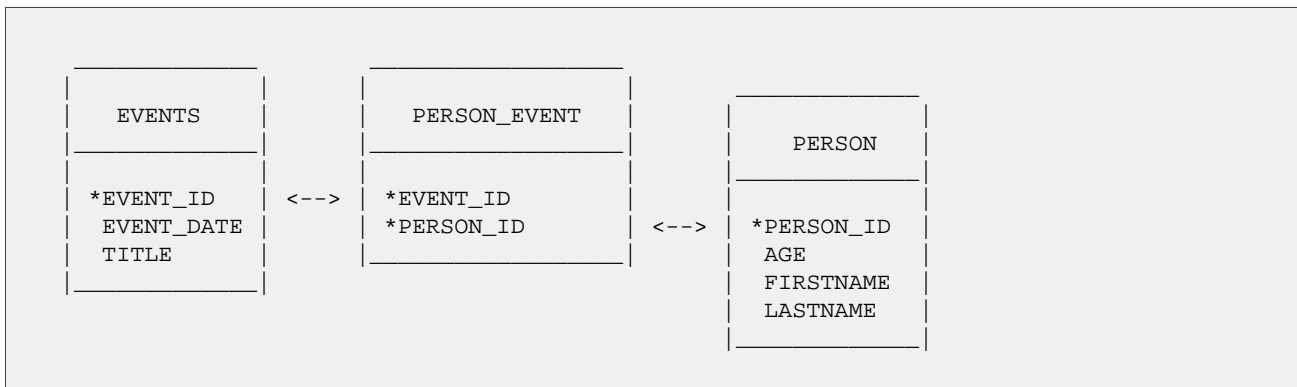 EVENTS PERSON_EVENT
PERSON
*EVENT_ID <--> *EVENT_ID
EVENT_DATE *PERSON_ID <--> *PERSON_ID
TITLE AGE
FIRSTNAME
LASTNAME